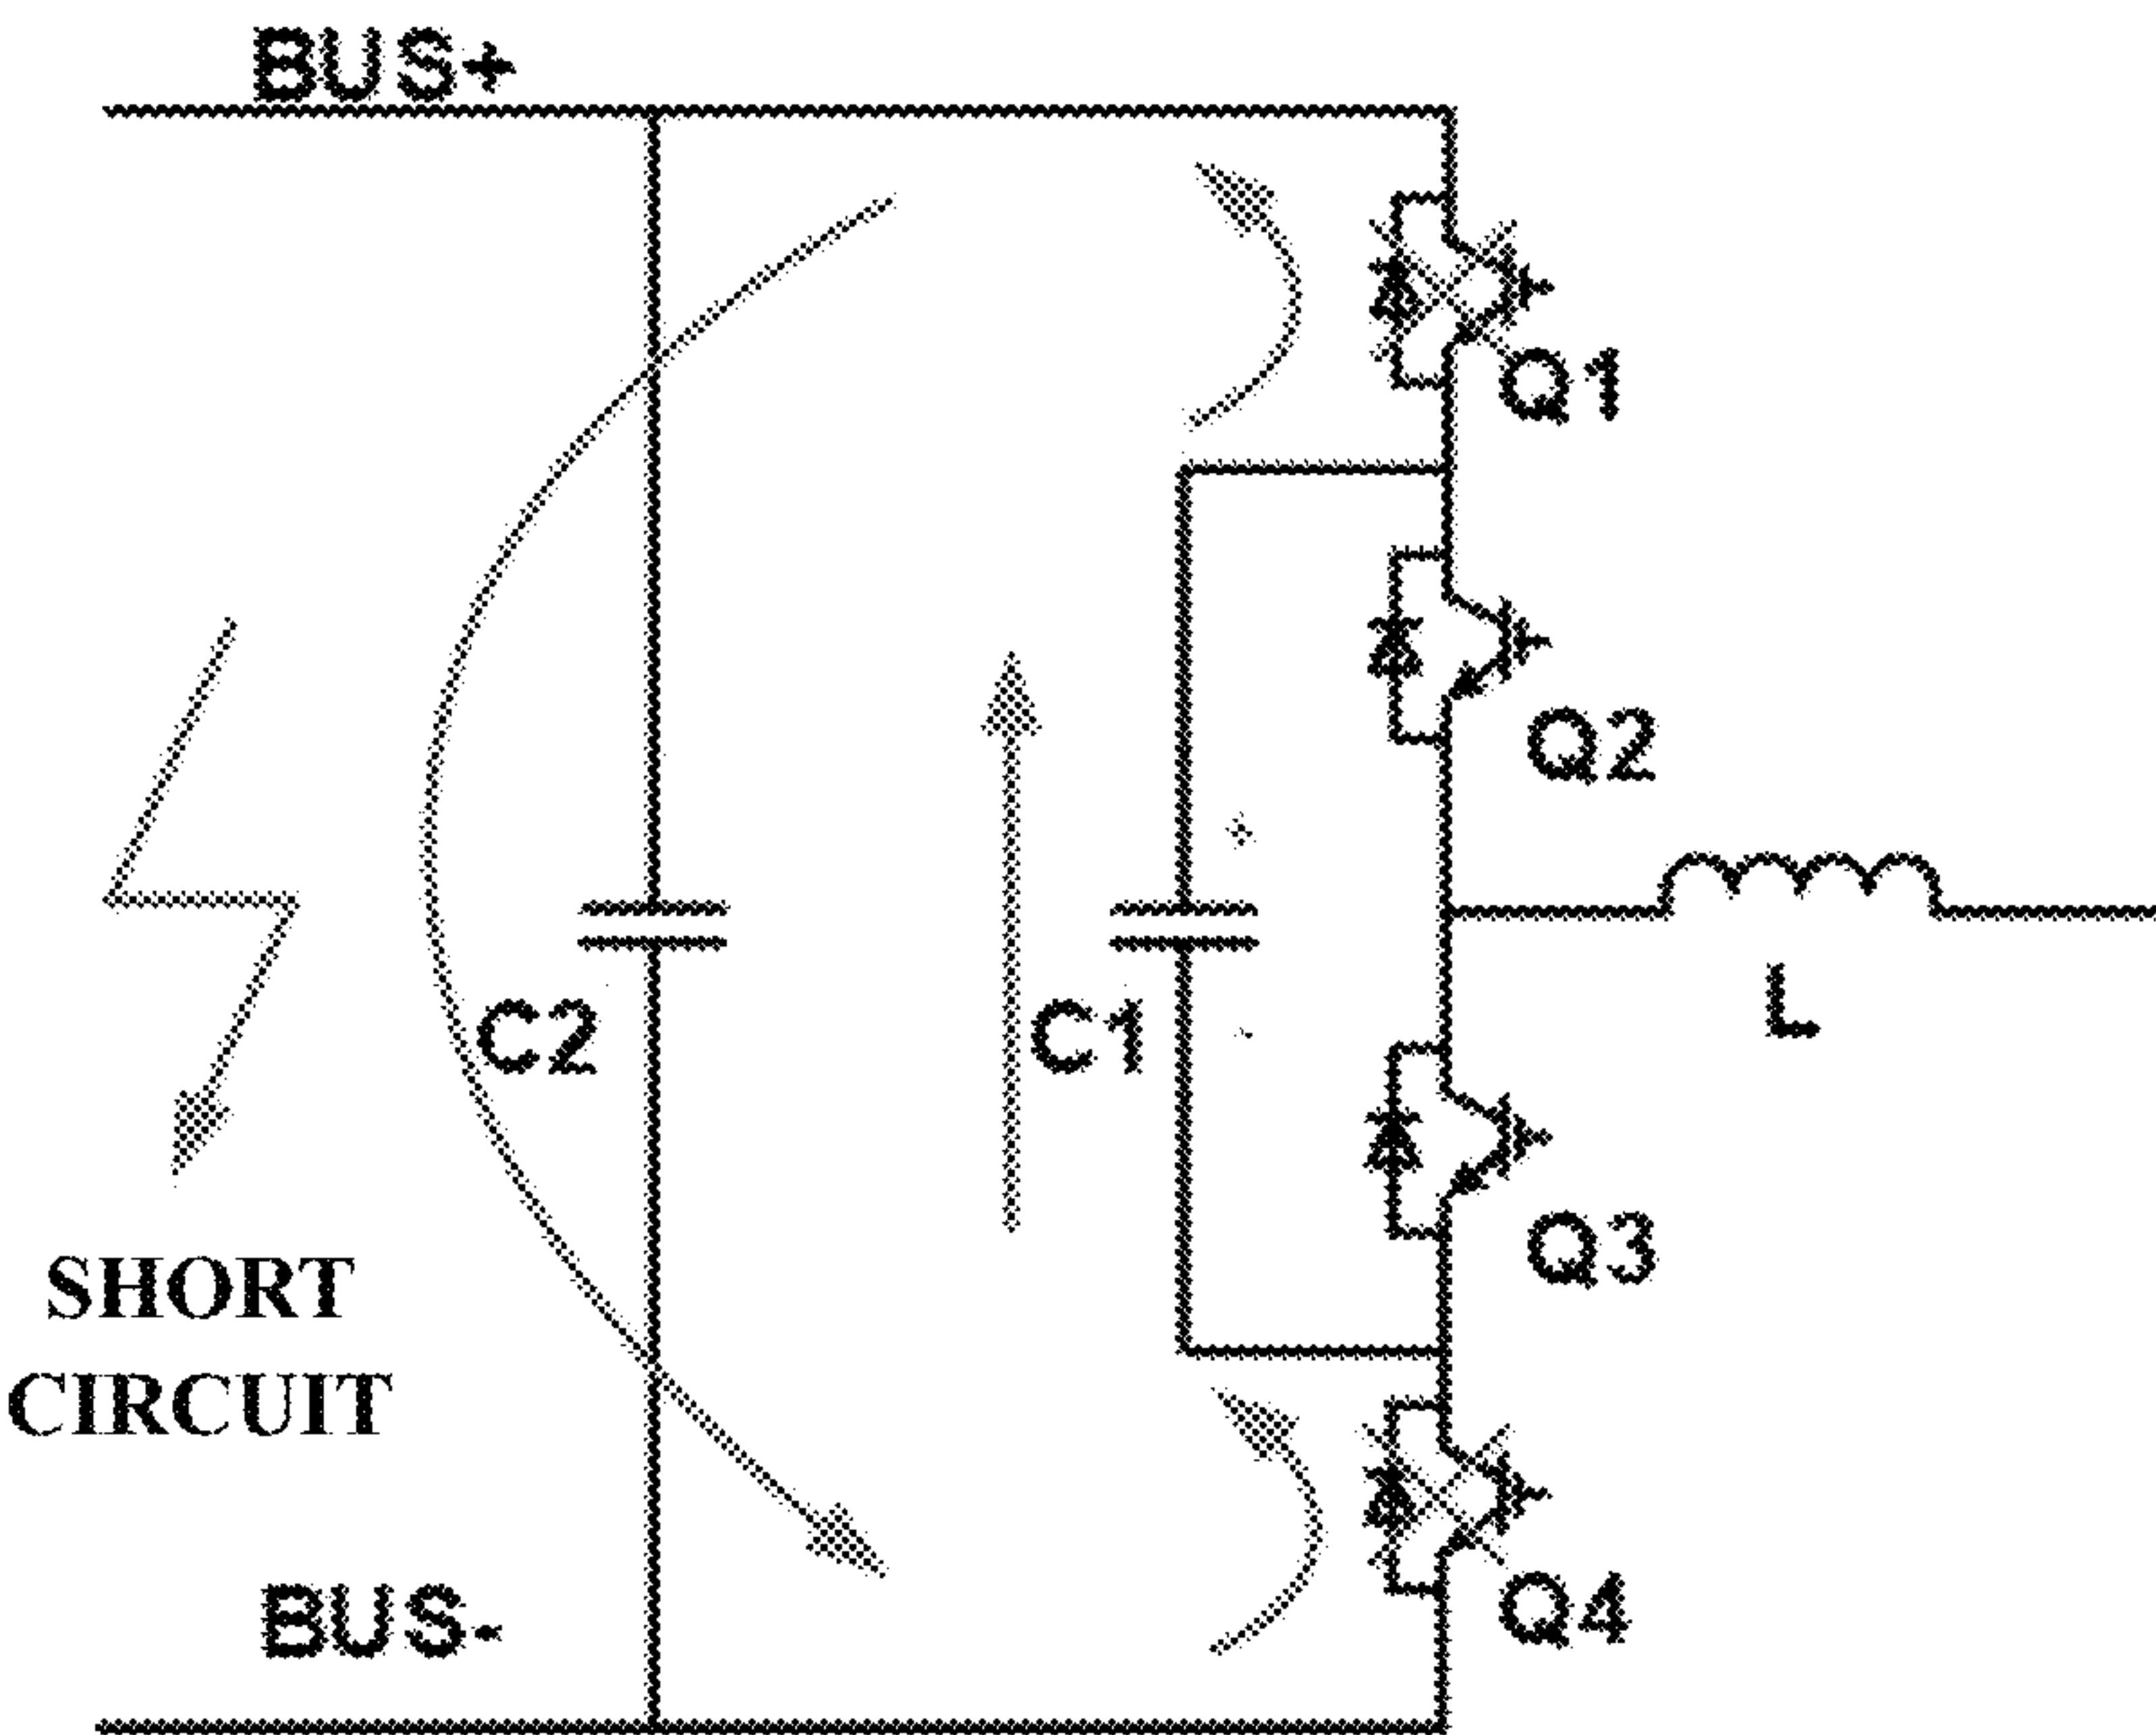 BUS+
Q1
Q2
C2
C1
L
Q3
SHORT
CIRCUIT
BUS-
Q4